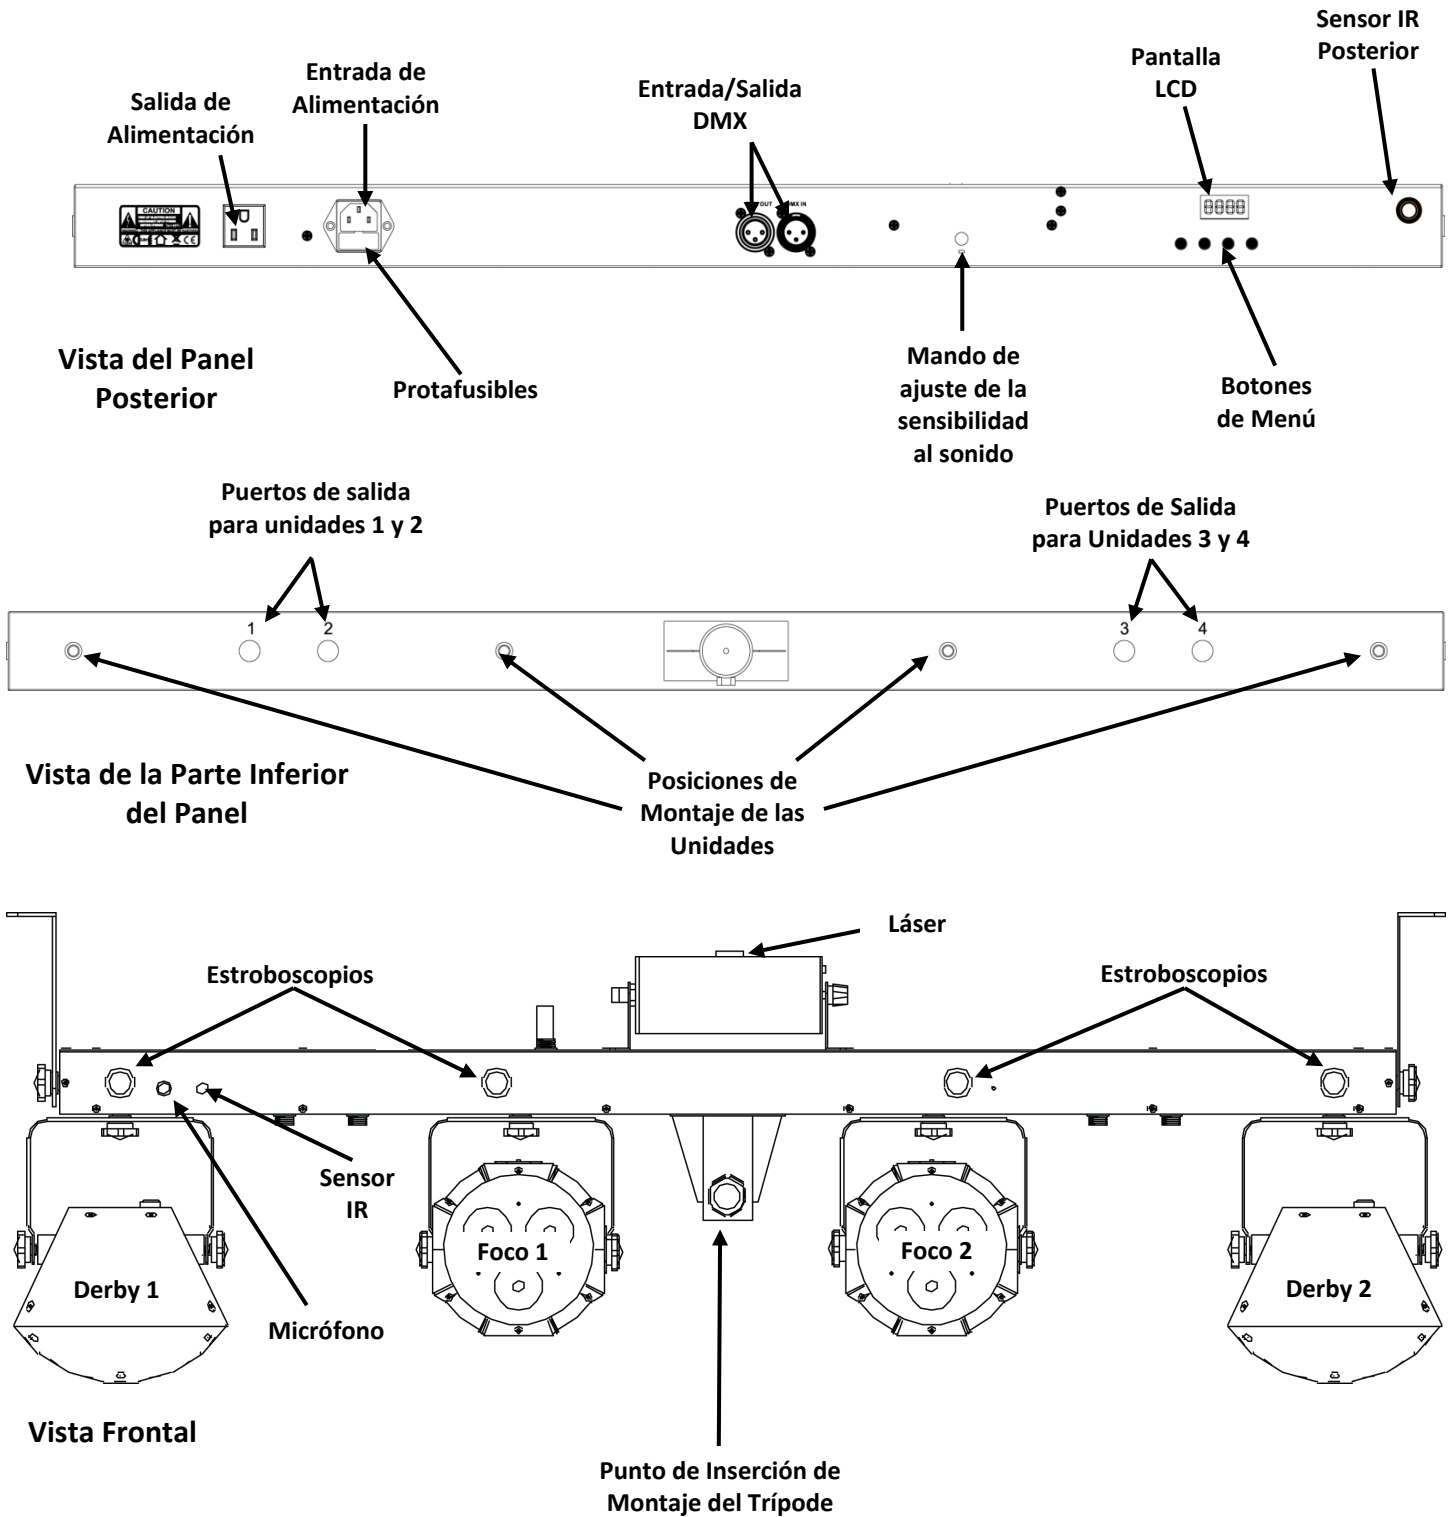 Sensor IR
Posterior
Pantalla
LCD
Entrada de
Alimentación
Entrada/Salida
DMX
Salida de
Alimentación
CAUTION
OUT
DMX IN
Vista del Panel
Posterior
Protafusibles
Mando de
ajuste de la
sensibilidad
al sonido
Botones
de Menú
Puertos de salida
para unidades 1 y 2
Puertos de Salida
para Unidades 3 y 4
1
2
3
4
Vista de la Parte Inferior
del Panel
Posiciones de
Montaje de las
Unidades
Láser
Estroboscopios
Estroboscopios
Sensor
IR
Foco 1
Foco 2
Derby 1
Derby 2
Micrófono
Vista Frontal
Punto de Inserción de
Montaje del Trípode